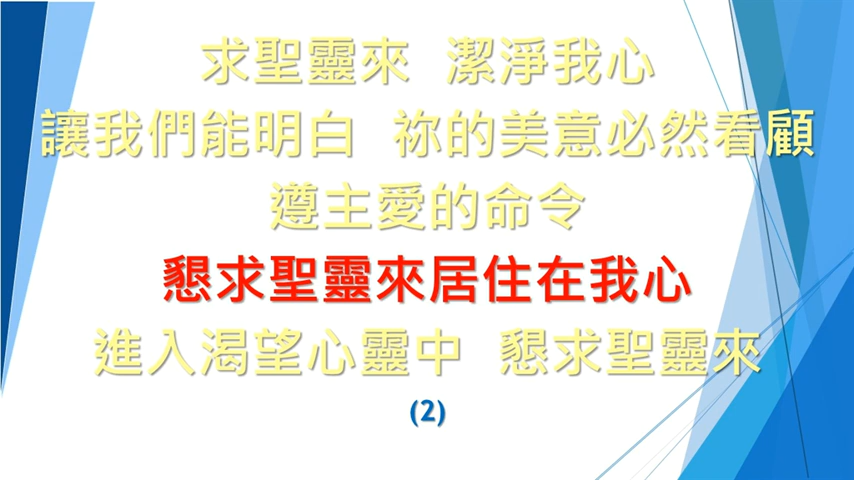 求聖靈來 潔淨我心
讓我們能明白 祢的美意必然看顧
遵主愛的命令
懇求聖靈來居住在我心
進入渴望心靈中 懇求聖靈來
(2)